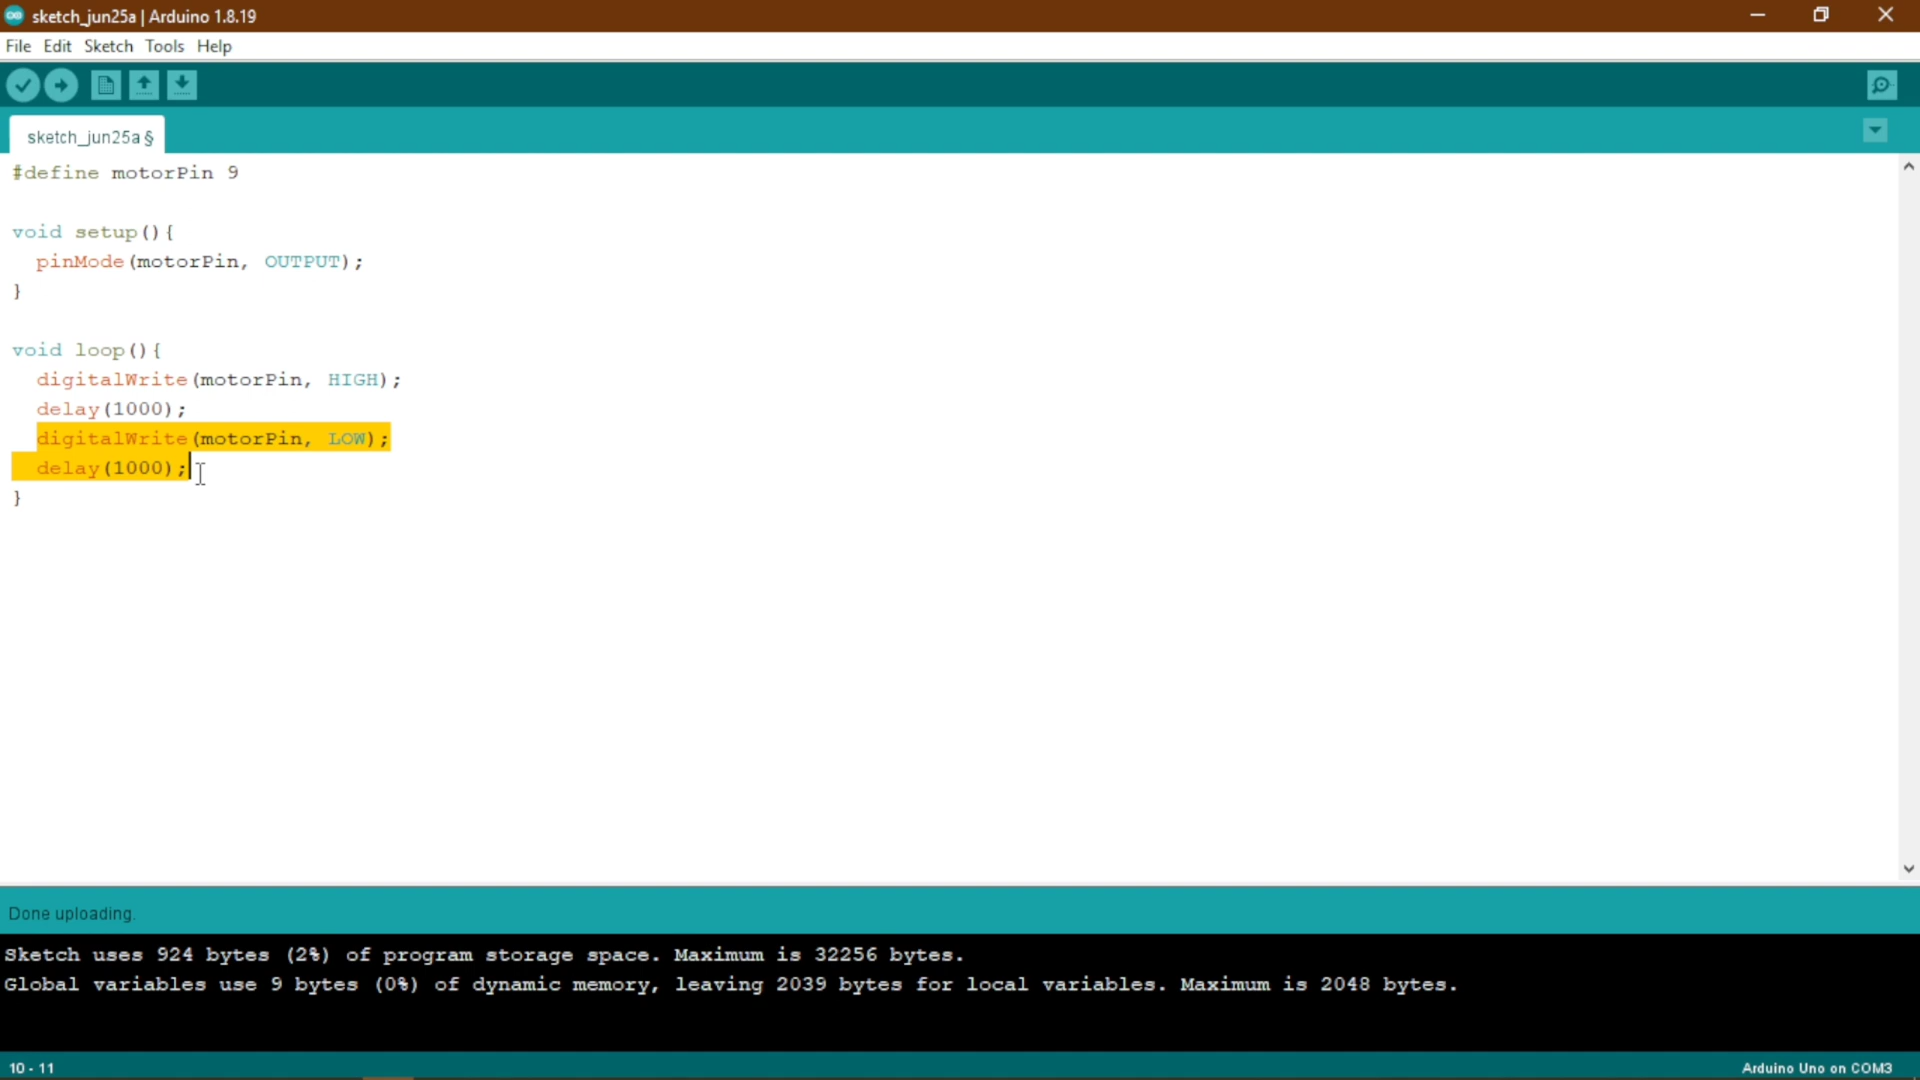 sketch_jun25a | Arduino 1.8.19
File Edit Sketch Tools Help
sketch_jun25a §
#define motorPin 9
void setup(){
  pinMode(motorPin, OUTPUT);
}
void loop(){
  digitalWrite(motorPin, HIGH);
  delay(1000);
  digitalWrite(motorPin, LOW);
  delay(1000);
}
Done uploading.
Sketch uses 924 bytes (2%) of program storage space. Maximum is 32256 bytes.
Global variables use 9 bytes (0%) of dynamic memory, leaving 2039 bytes for local variables. Maximum is 2048 bytes.
10 - 11
Arduino Uno on COM3